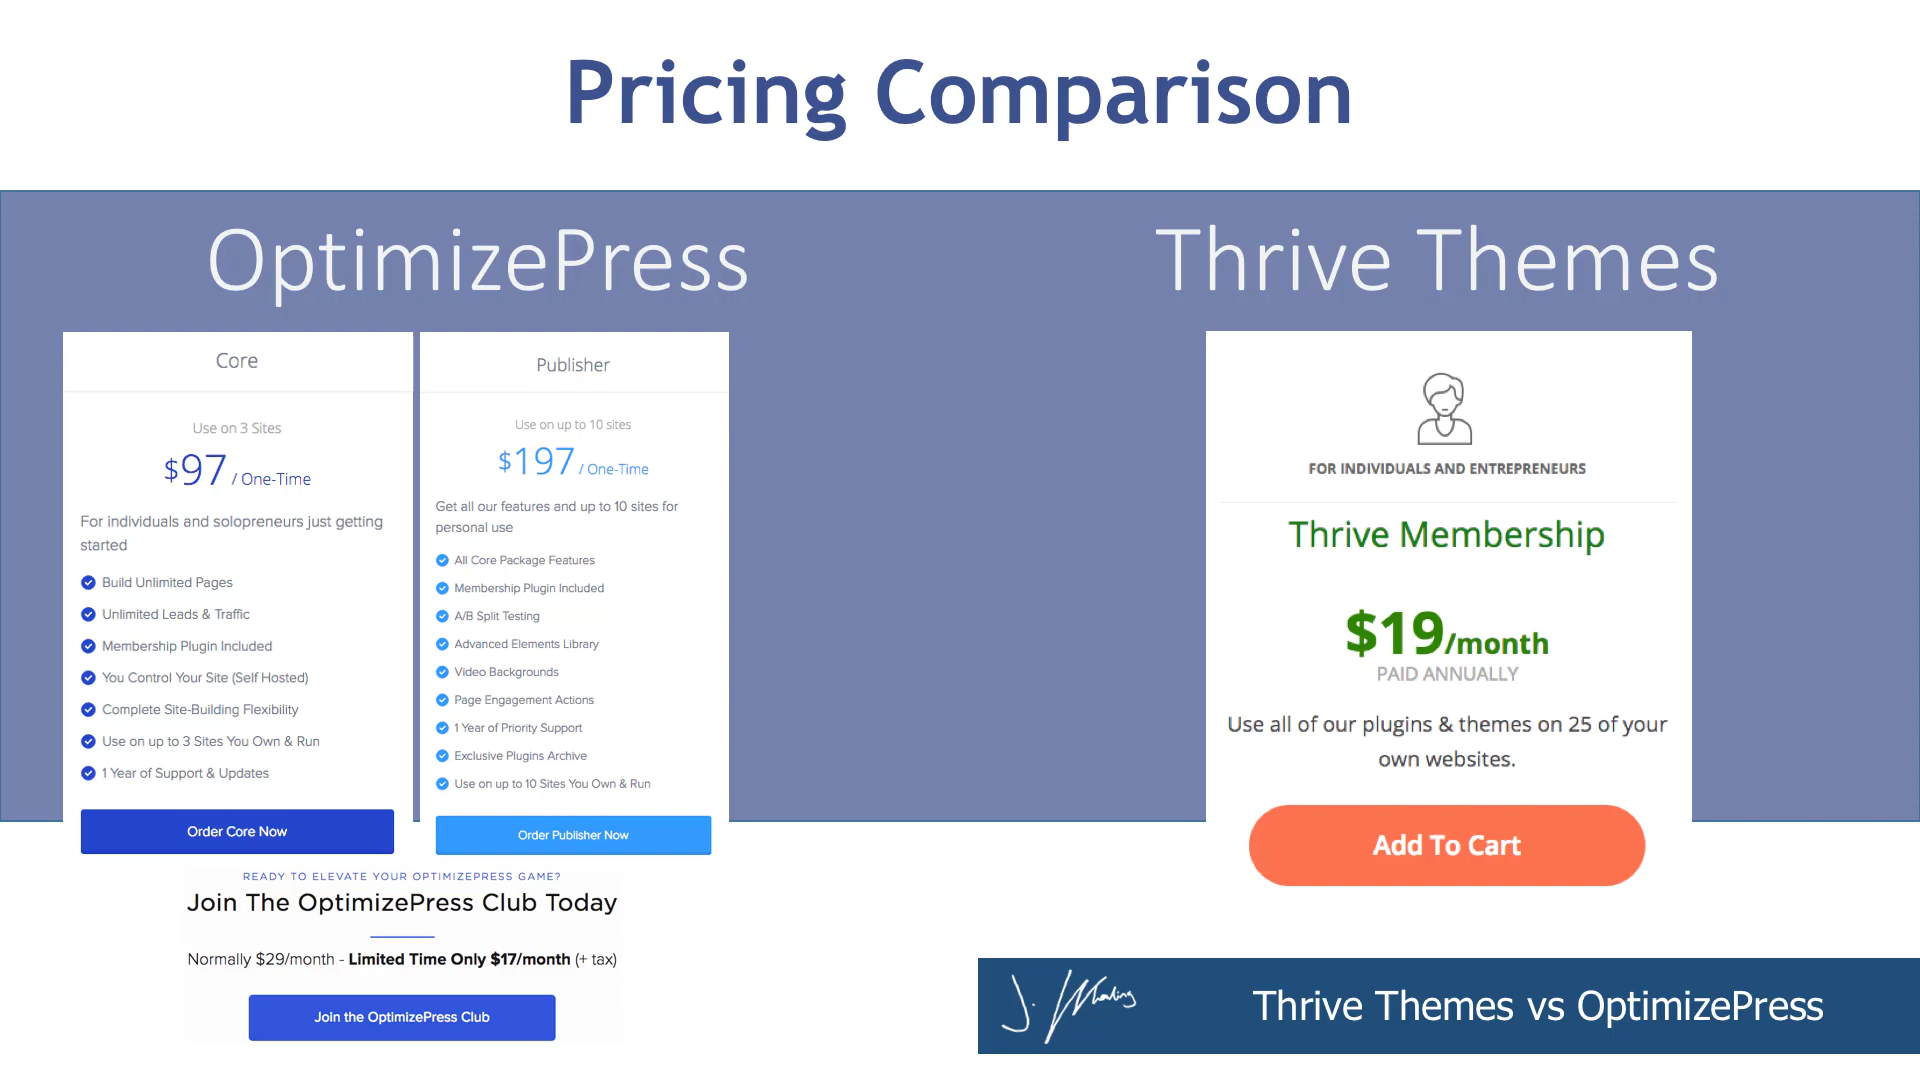 Pricing Comparison
OptimizePress
Core
Use on 3 Sites
$97 / One-Time
For individuals and solopreneurs just getting
started
Build Unlimited Pages
Unlimited Leads & Traffic
Membership Plugin Included
You Control Your Site (Self Hosted)
Complete Site-Building Flexibility
Use on up to 3 Sites You Own & Run
1 Year of Support & Updates
Order Core Now
Publisher
Use on up to 10 sites
$197 / One-Time
Get all our features and up to 10 sites for
personal use
All Core Package Features
Membership Plugin Included
A/B Split Testing
Advanced Elements Library
Video Backgrounds
Page Engagement Actions
1 Year of Priority Support
Exclusive Plugins Archive
Use on up to 10 Sites You Own & Run
Order Publisher Now
READY TO ELEVATE YOUR OPTIMIZEPRESS GAME?
Join The OptimizePress Club Today
Normally $29/month - Limited Time Only $17/month (+ tax)
Join the OptimizePress Club
Thrive Themes
FOR INDIVIDUALS AND ENTREPRENEURS
Thrive Membership
$19/month
PAID ANNUALLY
Use all of our plugins & themes on 25 of your
own websites.
Add To Cart
Thrive Themes vs OptimizePress